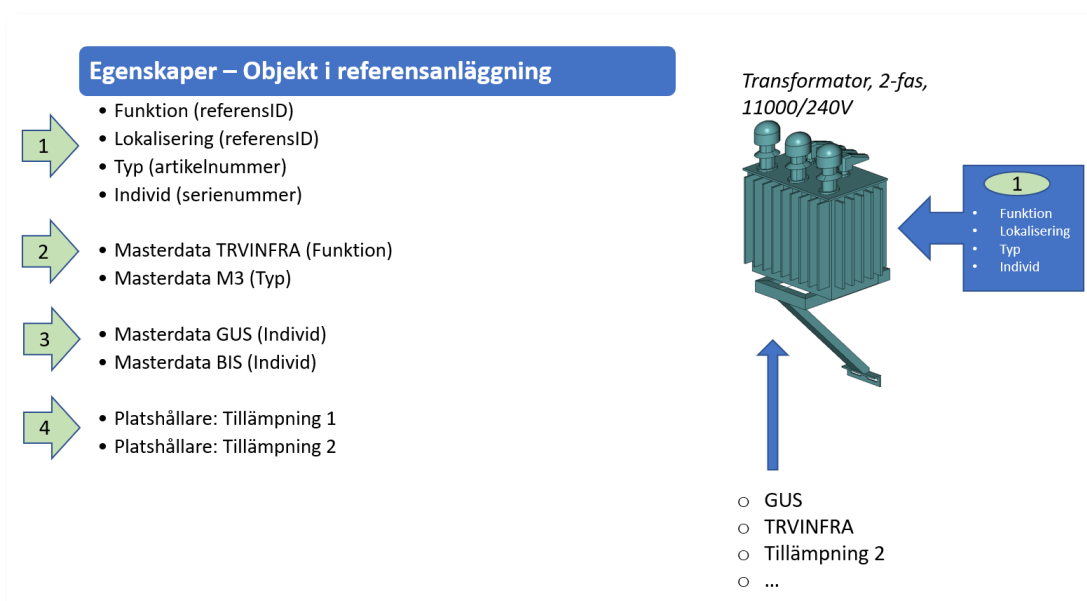 Egenskaper – Objekt i referensanläggning
1
• Funktion (referensID)
• Lokalisering (referensID)
• Typ (artikelnummer)
• Individ (serienummer)
2
• Masterdata TRVINFRA (Funktion)
• Masterdata M3 (Typ)
3
• Masterdata GUS (Individ)
• Masterdata BIS (Individ)
4
• Platshållare: Tillämpning 1
• Platshållare: Tillämpning 2
Transformator, 2-fas,
11000/240V
1
• Funktion
• Lokalisering
• Typ
• Individ
○ GUS
○ TRVINFRA
○ Tillämpning 2
○ ...